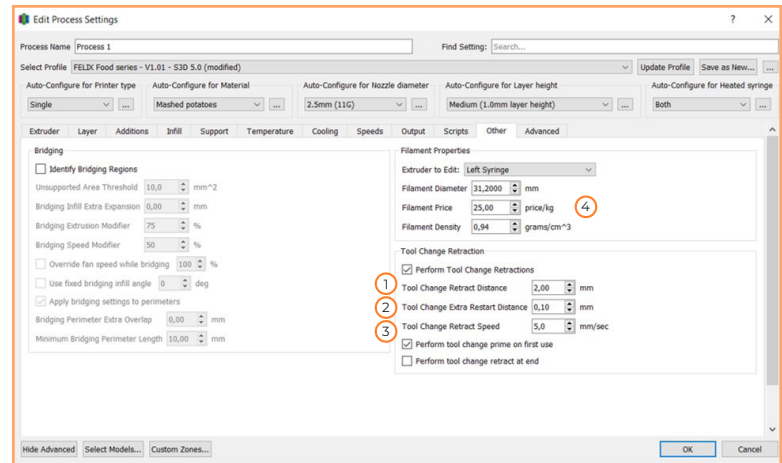 Edit Process Settings
? ×
Process Name Process 1 Find Setting: Search...
Select Profile FELIX Food series - V1.01 - S3D 5.0 (modified) Update Profile Save as New... ...
Auto-Configure for Printer type Auto-Configure for Material Auto-Configure for Nozzle diameter Auto-Configure for Layer height Auto-Configure for Heated syringe
Single ... Mashed potatoes ... 2.5mm (11G) ... Medium (1.0mm layer height) ... Both ...
Extruder Layer Additions Infill Support Temperature Cooling Speeds Output Scripts Other Advanced
Bridging
Identify Bridging Regions
Unsupported Area Threshold 10,0 mm^2
Bridging Infill Extra Expansion 0,00 mm
Bridging Extrusion Modifier 75 %
Bridging Speed Modifier 50 %
Override fan speed while bridging 100 %
Use fixed bridging infill angle 0 deg
Apply bridging settings to perimeters
Bridging Perimeter Extra Overlap 0,00 mm
Minimum Bridging Perimeter Length 10,00 mm
Filament Properties
Extruder to Edit: Left Syringe
Filament Diameter 31,2000 mm
Filament Price 25,00 price/kg 4
Filament Density 0,94 grams/cm^3
Tool Change Retraction
Perform Tool Change Retractions
1 Tool Change Retract Distance 2,00 mm
2 Tool Change Extra Restart Distance 0,10 mm
3 Tool Change Retract Speed 5,0 mm/sec
Perform tool change prime on first use
Perform tool change retract at end
Hide Advanced Select Models... Custom Zones... OK Cancel